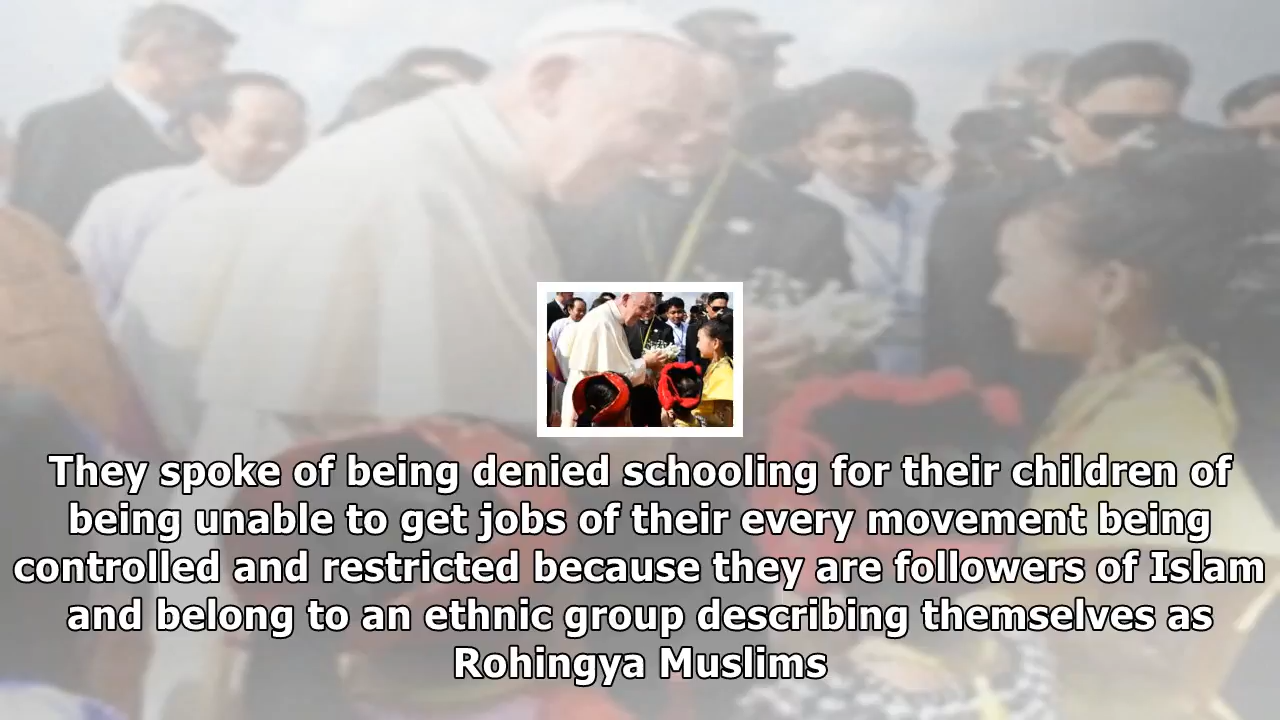 They spoke of being denied schooling for their children of
being unable to get jobs of their every movement being
controlled and restricted because they are followers of Islam
and belong to an ethnic group describing themselves as
Rohingya Muslims